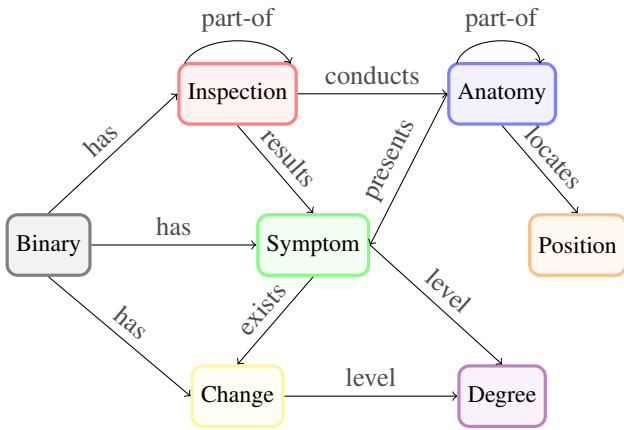 part-of
part-of
Inspection
conducts
Anatomy
has
results
presents
locates
Binary
has
Symptom
Position
has
exists
level
Change
level
Degree